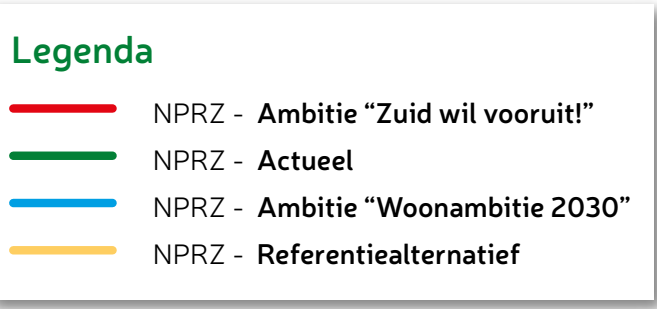 Legenda
NPRZ - Ambitie “Zuid wil vooruit!”
NPRZ - Actueel
NPRZ - Ambitie “Woonambitie 2030”
NPRZ - Referentiealternatief